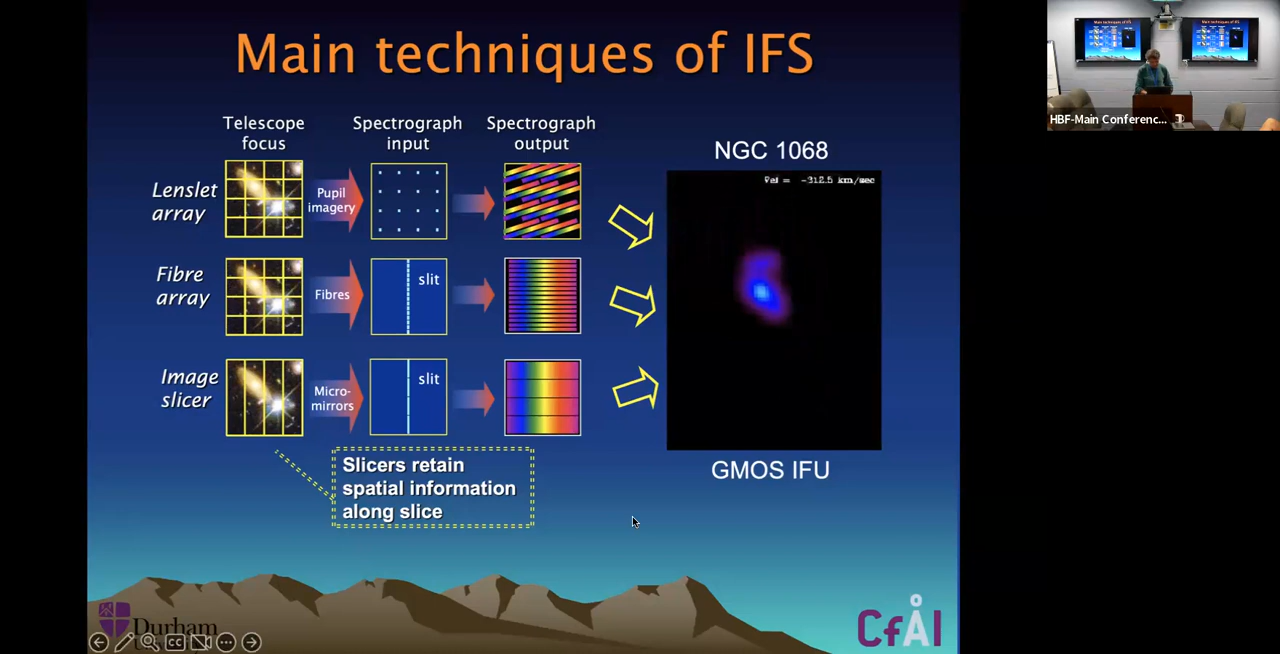 Main techniques of IFS
Telescope
focus
Spectrograph
input
Spectrograph
output
Lenslet
array
Pupil
imagery
Fibre
array
Fibres
slit
Image
slicer
Micro-
mirrors
slit
Slicers retain
spatial information
along slice
NGC 1068
Vel = -312.5 km/sec
GMOS IFU
Durham
CfAI
CC
HBF-Main Conferenc...